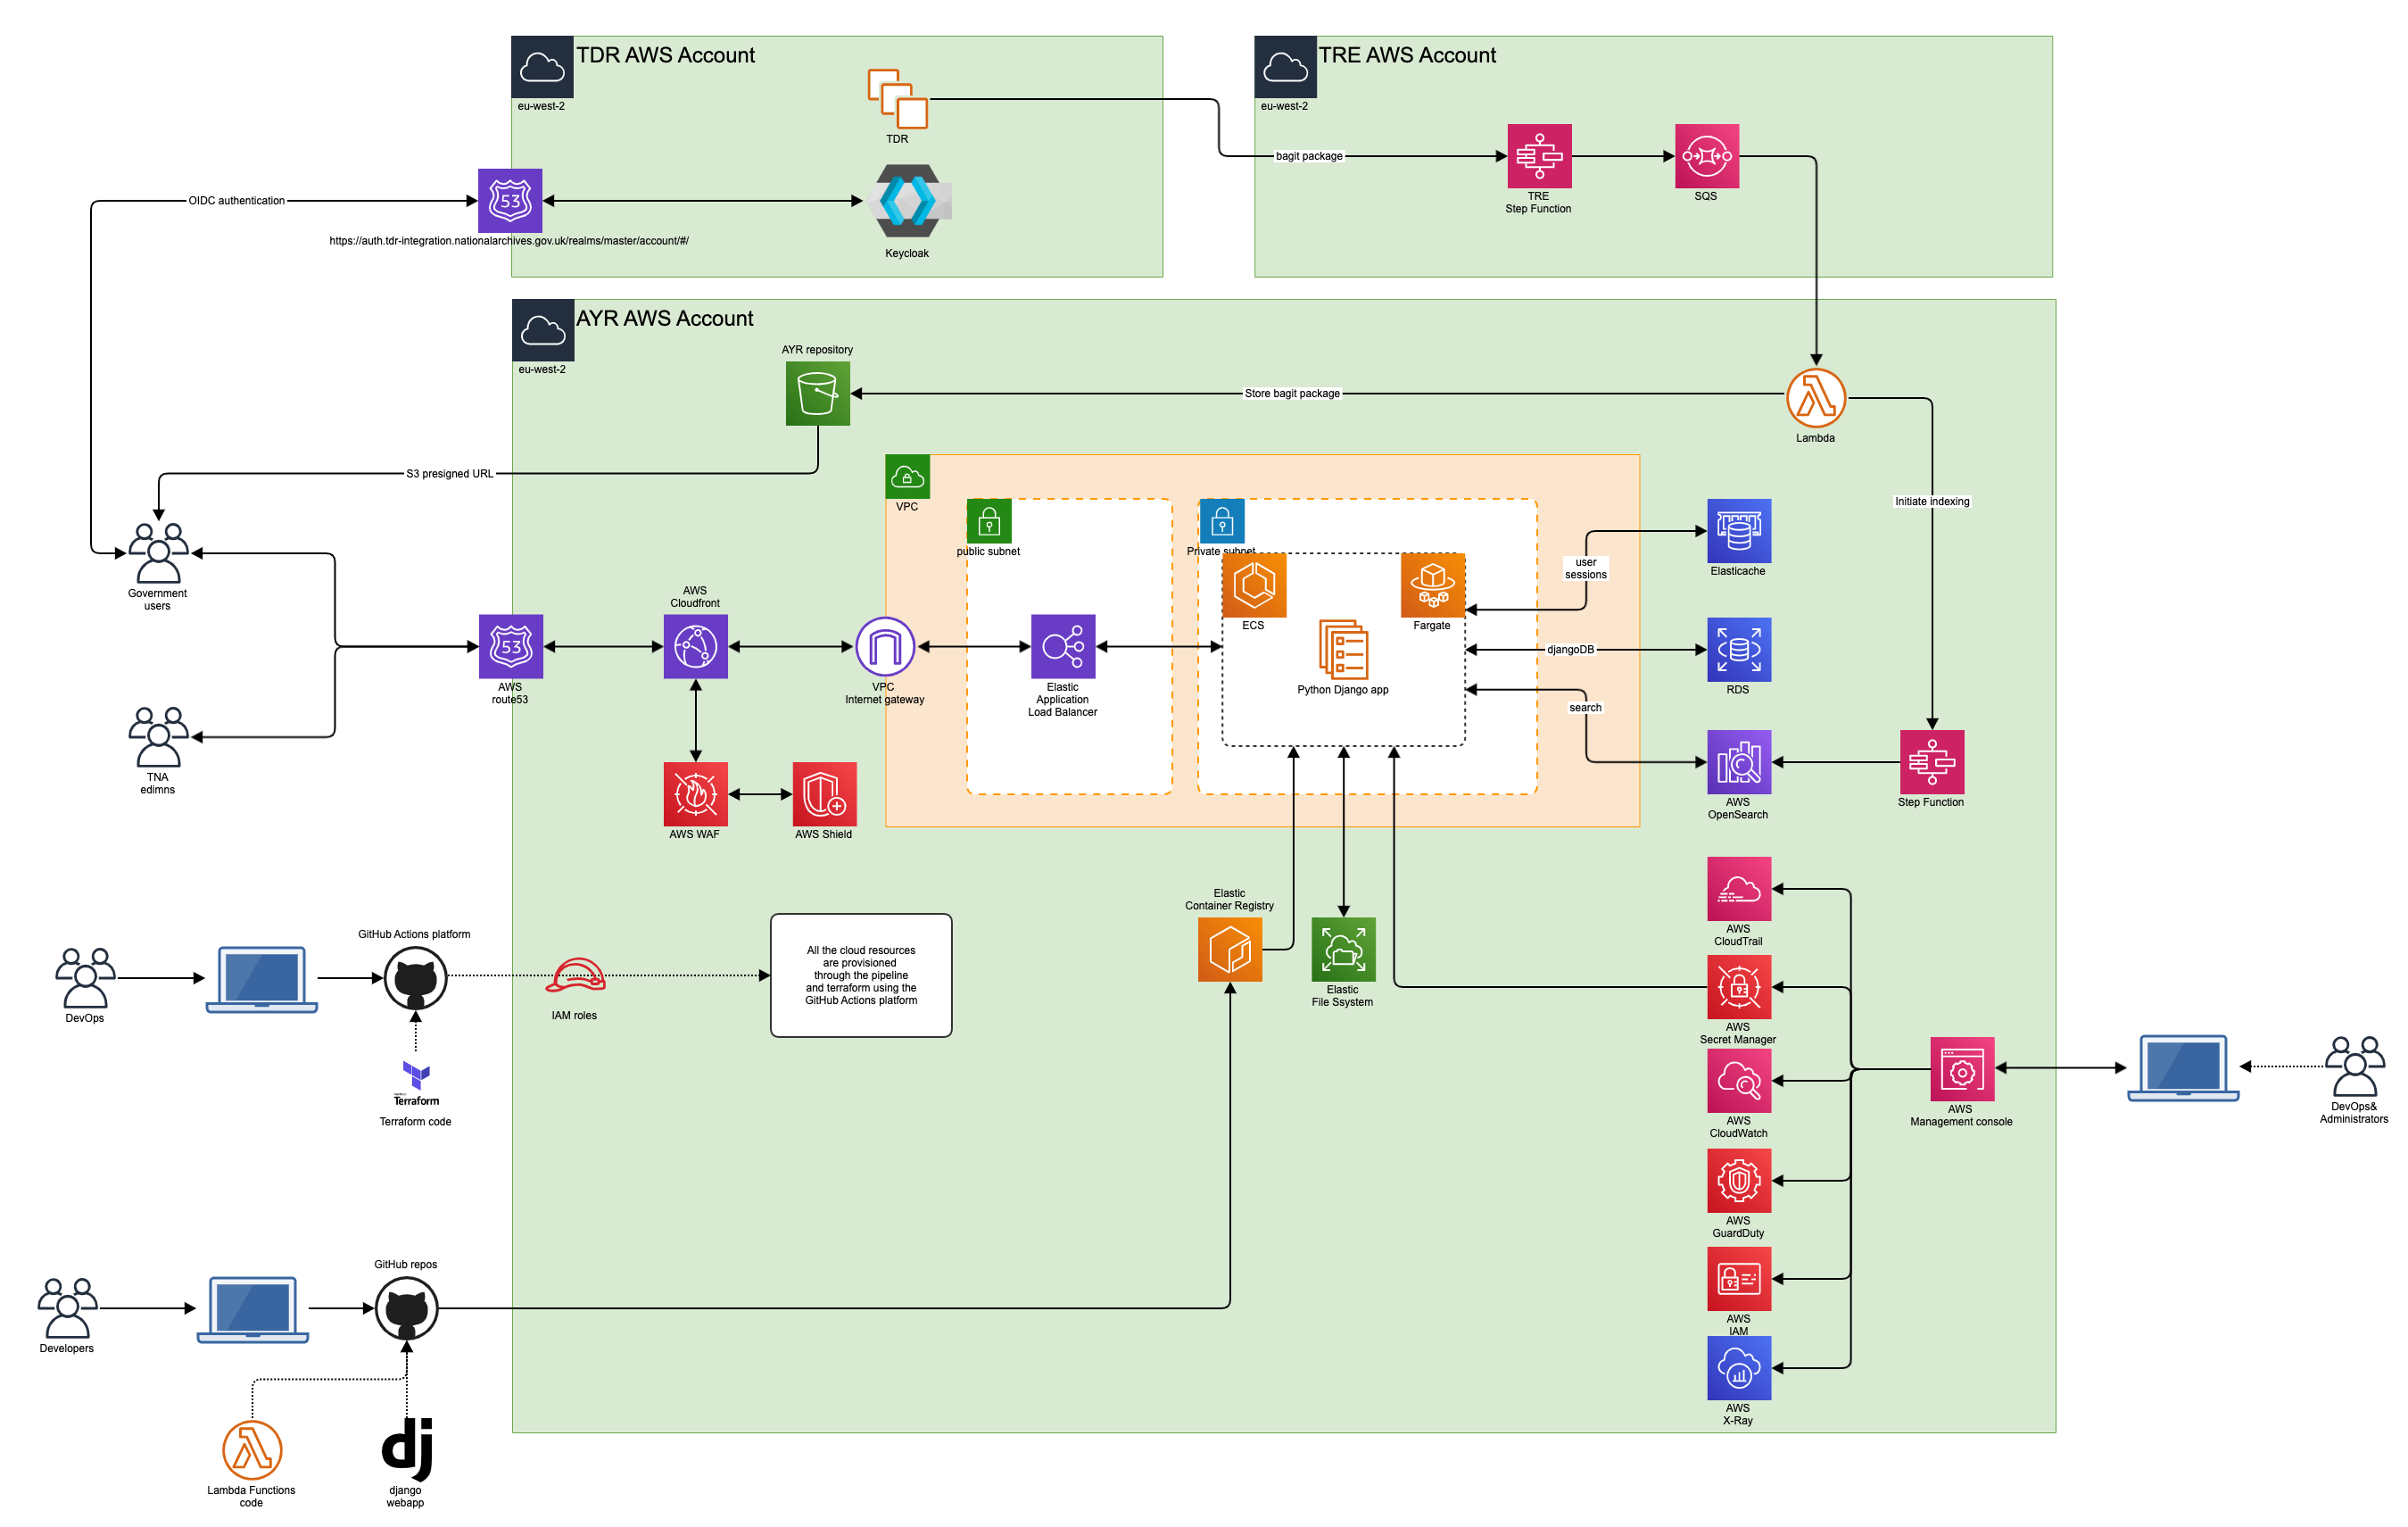 TDR AWS Account
eu-west-2
TDR
Keycloak
OIDC authentication
53
https://auth.tdr-integration.nationalarchives.gov.uk/realms/master/account/#/
TRE AWS Account
eu-west-2
bagit package
TRE
Step Function
SQS
AYR AWS Account
eu-west-2
AYR repository
Store bagit package
Lambda
S3 presigned URL
Initiate indexing
VPC
public subnet
Private subnet
Government
users
TNA
edimns
53
AWS
route53
AWS
Cloudfront
VPC
Internet gateway
Elastic
Application
Load Balancer
ECS
Fargate
Python Django app
user
sessions
djangoDB
search
Elasticache
RDS
AWS
OpenSearch
Step Function
AWS WAF
AWS Shield
DevOps
GitHub Actions platform
Terraform
Terraform code
IAM roles
All the cloud resources
are provisioned
through the pipeline
and terraform using the
GitHub Actions platform
Elastic
Container Registry
Elastic
File Ssystem
AWS
CloudTrail
AWS
Secret Manager
AWS
CloudWatch
AWS
GuardDuty
AWS
IAM
AWS
X-Ray
AWS
Management console
DevOps&
Administrators
Developers
GitHub repos
Lambda Functions
code
dj
django
webapp